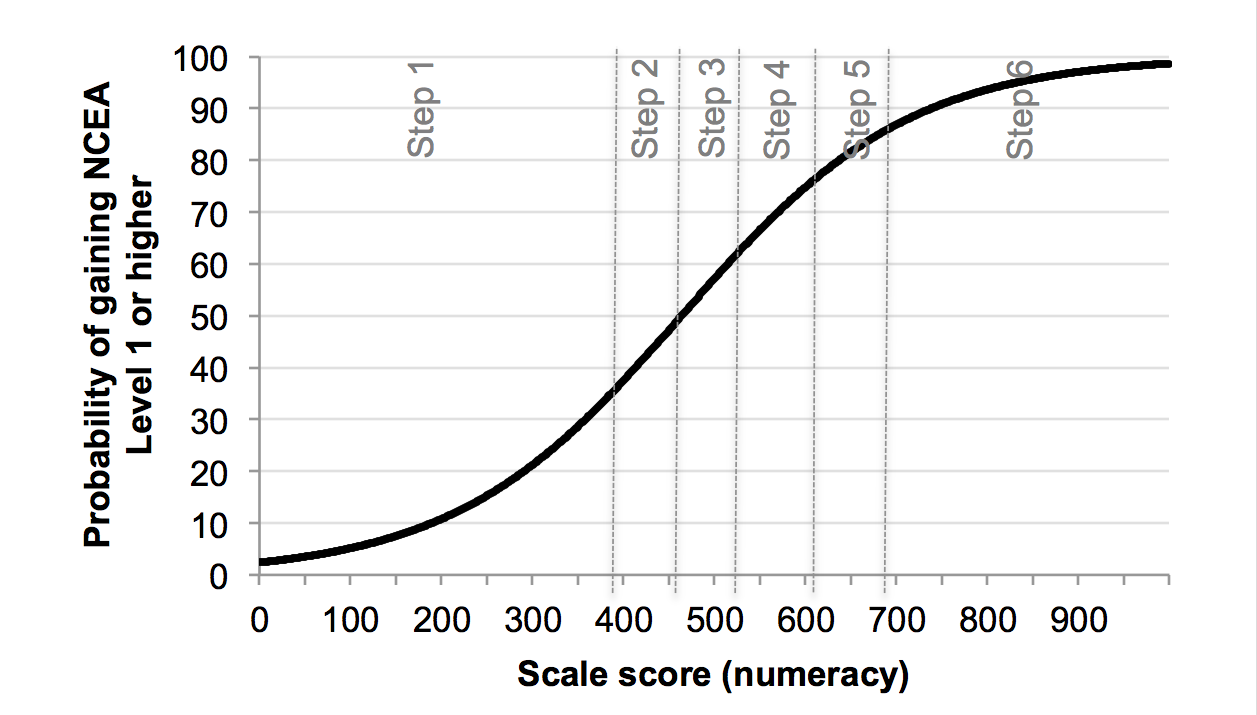 Probability of gaining NCEA
Level 1 or higher
100
90
80
70
60
50
40
30
20
10
0
Step 1
Step 2
Step 3
Step 4
Step 5
Step 6
0 100 200 300 400 500 600 700 800 900
Scale score (numeracy)